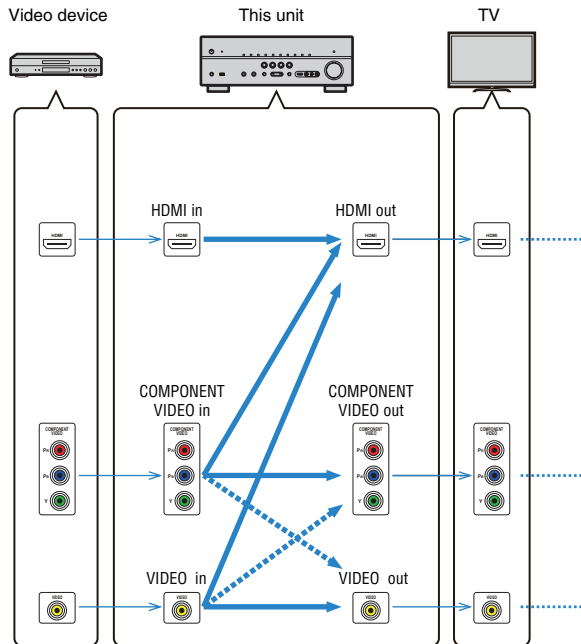 Video device
This unit
TV
HDMI in
HDMI out
HDMI
HDMI
HDMI
HDMI
COMPONENT
VIDEO in
COMPONENT
VIDEO out
COMPONENT
VIDEO
PR
PB
Y
COMPONENT
VIDEO
PR
PB
Y
COMPONENT
VIDEO
PR
PB
Y
COMPONENT
VIDEO
PR
PB
Y
VIDEO in
VIDEO out
VIDEO
VIDEO
VIDEO
VIDEO